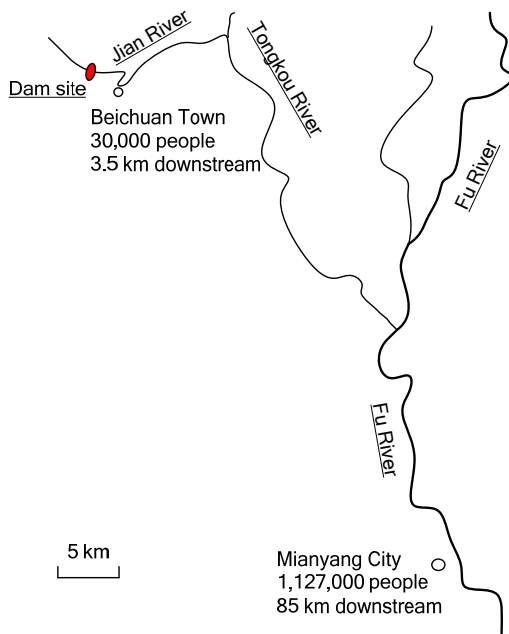 Jian River
Tongkou River
Dam site
Beichuan Town
30,000 people
3.5 km downstream
Fu River
Fu River
5 km
Mianyang City
1,127,000 people
85 km downstream